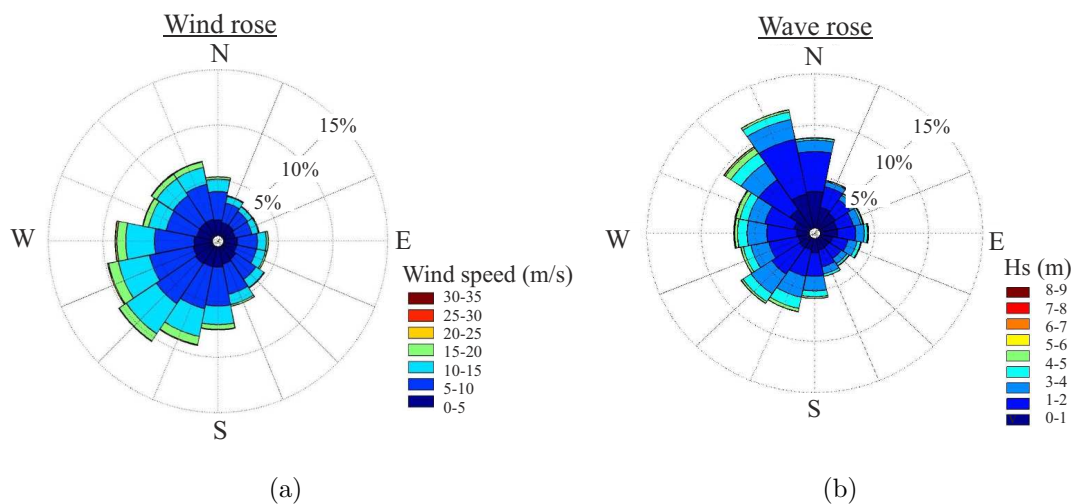 Wind rose
N
15%
10%
5%
W
E
S
Wind speed (m/s)
30-35
25-30
20-25
15-20
10-15
5-10
0-5
(a)
Wave rose
N
15%
10%
5%
W
E
S
Hs (m)
8-9
7-8
6-7
5-6
4-5
3-4
1-2
0-1
(b)